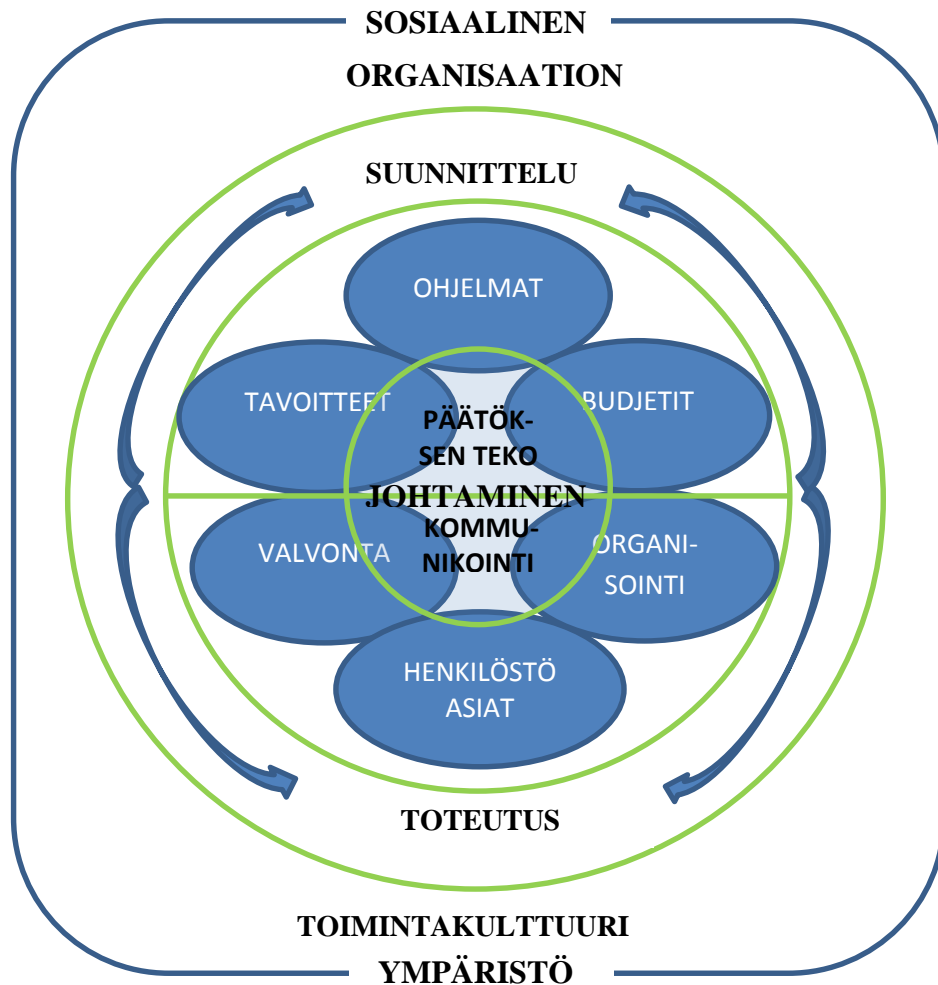 SOSIAALINEN
ORGANISAATION
SUUNNITTELU
OHJELMAT
TAVOITTEET
BUDJETIT
PÄÄTÖK-
SEN TEKO
JOHTAMINEN
KOMMU-
NIKOINTI
VALVONTA
ORGANI-
SOINTI
HENKILÖSTÖ
ASIAT
TOTEUTUS
TOIMINTAKULTTUURI
YMPÄRISTÖ